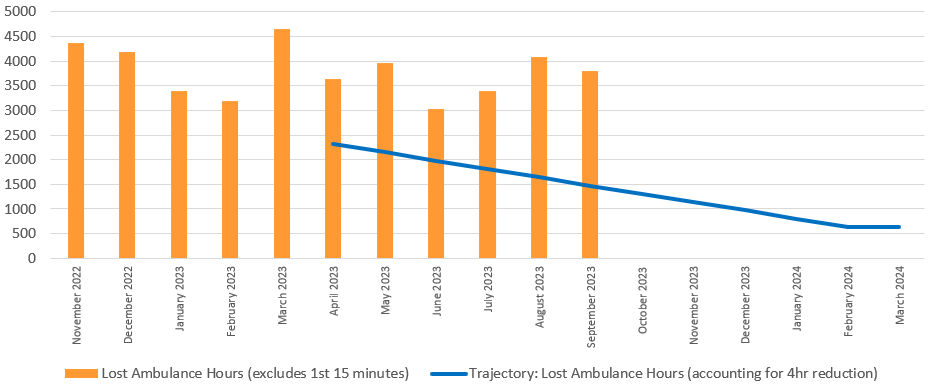 5000
4500
4000
3500
3000
2500
2000
1500
1000
500
0
November 2022
December 2022
January 2023
February 2023
March 2023
April 2023
May 2023
June 2023
July 2023
August 2023
September 2023
October 2023
November 2023
December 2023
January 2024
February 2024
March 2024
Lost Ambulance Hours (excludes 1st 15 minutes)
Trajectory: Lost Ambulance Hours (accounting for 4hr reduction)